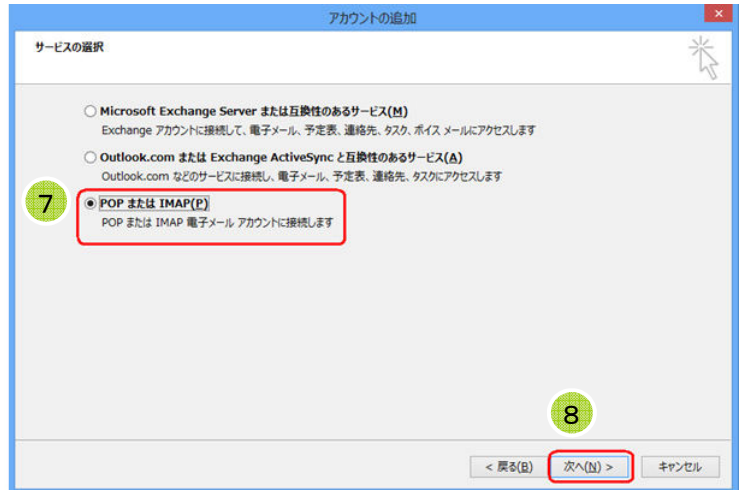 アカウントの追加
サービスの選択
Microsoft Exchange Server または互換性のあるサービス(M)
Exchange アカウントに接続して、電子メール、予定表、連絡先、タスク、ボイス メールにアクセスします
Outlook.com または Exchange ActiveSync と互換性のあるサービス(A)
Outlook.com などのサービスに接続し、電子メール、予定表、連絡先、タスクにアクセスします
7
POP または IMAP(P)
POP または IMAP 電子メール アカウントに接続します
8
< 戻る(B) 次へ(N) > キャンセル